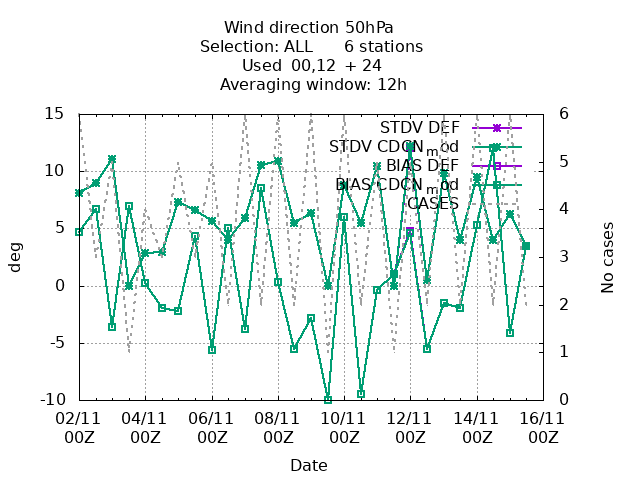 Wind direction 50hPa
Selection: ALL 6 stations
Used 00,12 + 24
Averaging window: 12h
15 6
STDV DEF
STDV CDCN_mod
5
10 BIAS DEF
BIAS CDCN_mod
CASES
4
5
3
0
2
-5
1
-10 0
02/11 04/11 06/11 08/11 10/11 12/11 14/11 16/11
00Z 00Z 00Z 00Z 00Z 00Z 00Z 00Z
Date
deg
No cases